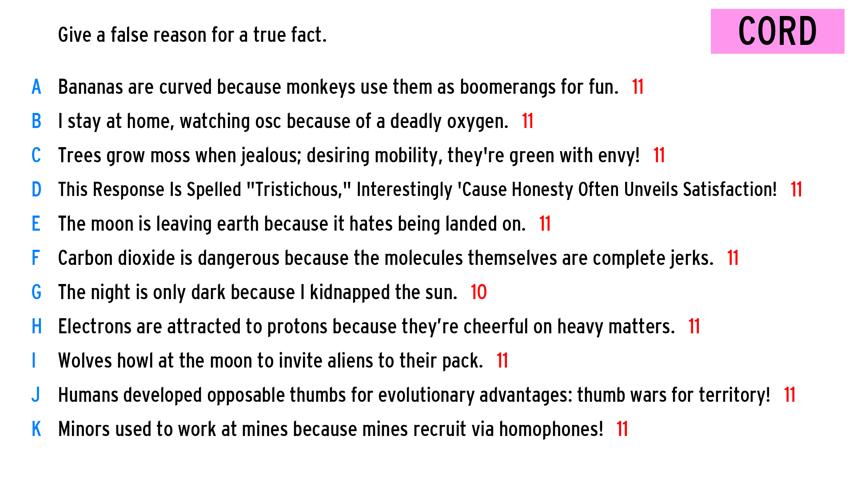 Give a false reason for a true fact.
CORD
A Bananas are curved because monkeys use them as boomerangs for fun. 11
B I stay at home, watching osc because of a deadly oxygen. 11
C Trees grow moss when jealous; desiring mobility, they're green with envy! 11
D This Response Is Spelled "Tristichous," Interestingly 'Cause Honesty Often Unveils Satisfaction! 11
E The moon is leaving earth because it hates being landed on. 11
F Carbon dioxide is dangerous because the molecules themselves are complete jerks. 11
G The night is only dark because I kidnapped the sun. 10
H Electrons are attracted to protons because they’re cheerful on heavy matters. 11
I Wolves howl at the moon to invite aliens to their pack. 11
J Humans developed opposable thumbs for evolutionary advantages: thumb wars for territory! 11
K Minors used to work at mines because mines recruit via homophones! 11